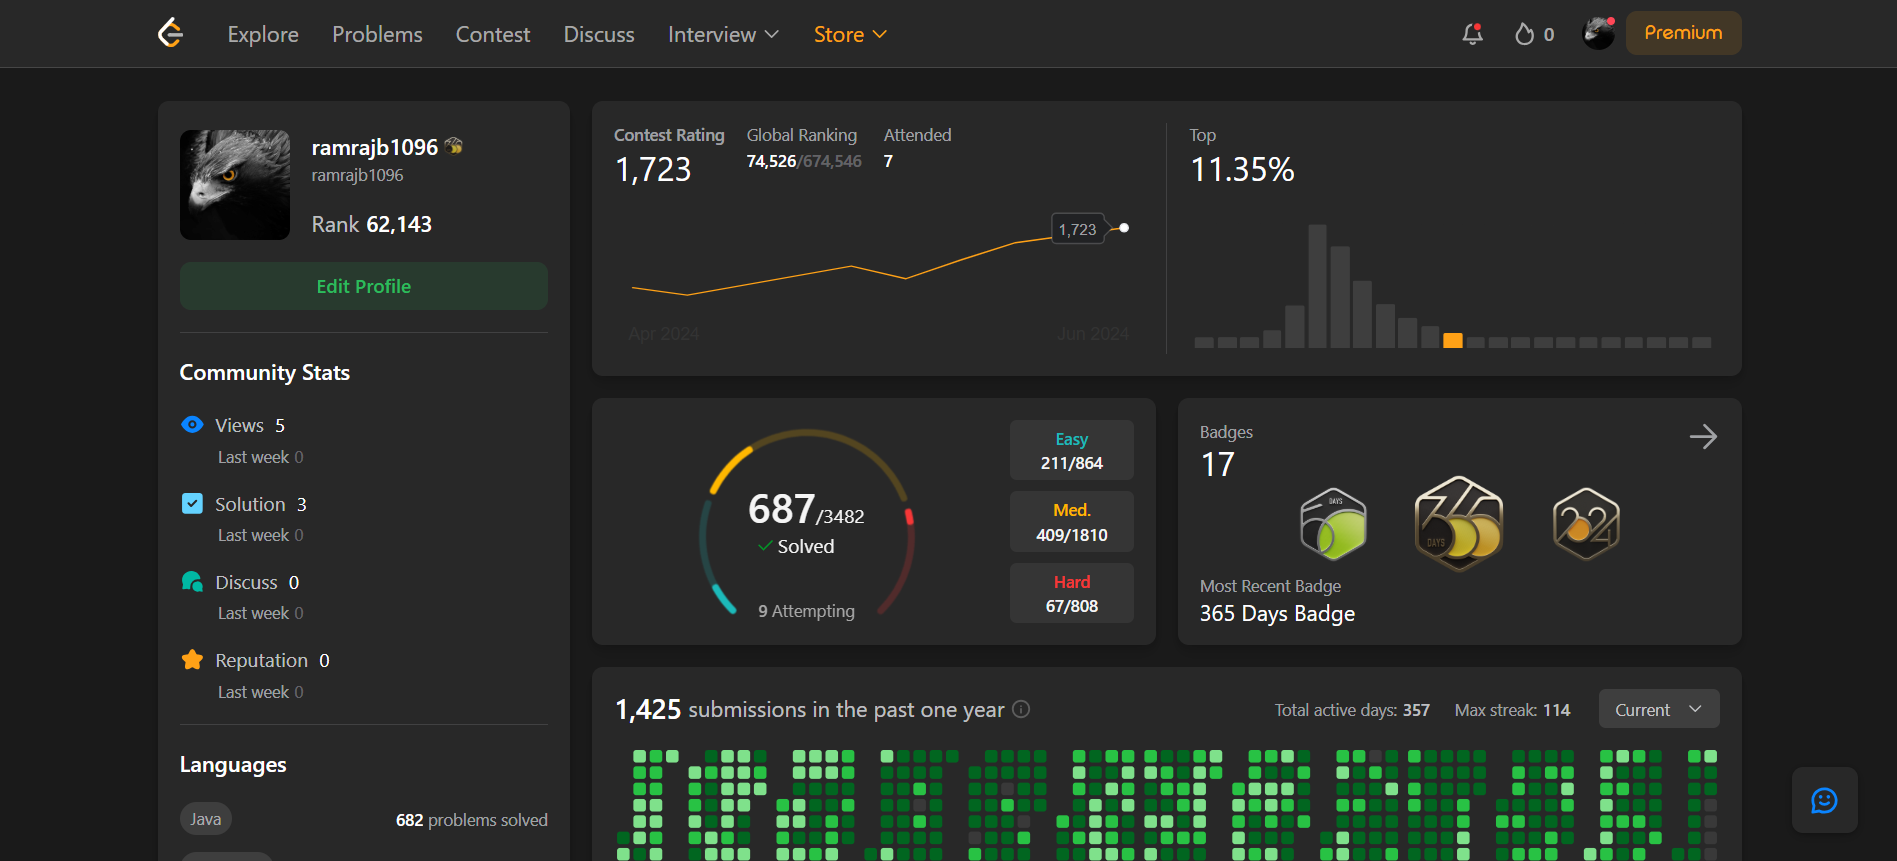 Explore Problems Contest Discuss Interview Store 0 Premium
ramrajb1096
ramrajb1096
Rank 62,143
Edit Profile
Community Stats
Views 5
Last week 0
Solution 3
Last week 0
Discuss 0
Last week 0
Reputation 0
Last week 0
Languages
Java 682 problems solved
Contest Rating Global Ranking Attended
1,723 74,526/674,546 7
1,723
Apr 2024 Jun 2024
Top
11.35%
687/3482
Solved
9 Attempting
Easy
211/864
Med.
409/1810
Hard
67/808
Badges
17
DAYS
365
DAYS
2024
Most Recent Badge
365 Days Badge
1,425 submissions in the past one year
Total active days: 357 Max streak: 114 Current